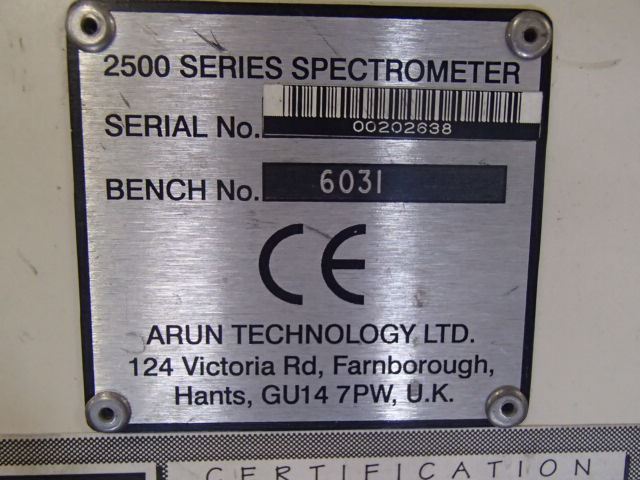 2500 SERIES SPECTROMETER
SERIAL No.
00202638
BENCH No. 6031
CE
ARUN TECHNOLOGY LTD.
124 Victoria Rd, Farnborough,
Hants, GU14 7PW, U.K.
CERTIFICATION